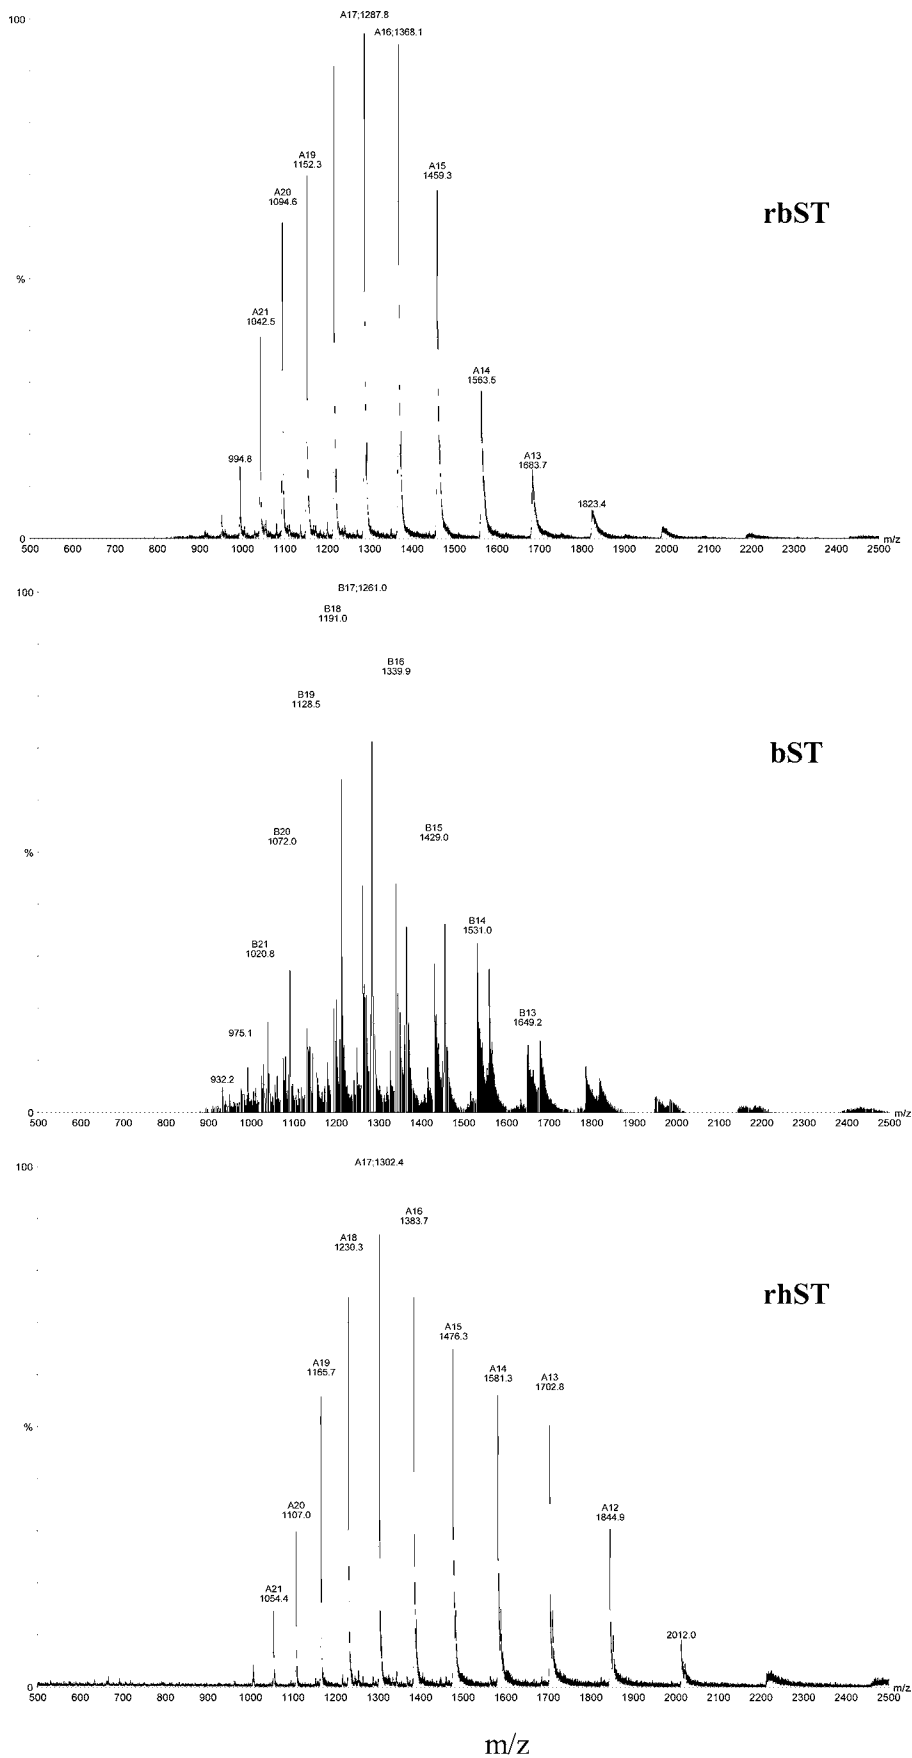 100
A17;1287.8
A16;1368.1
A19
1152.3
A15
1459.3
A20
1094.6
rbST
%
A21
1042.5
A14
1563.5
994.8
A13
1683.7
1823.4
0
500 600 700 800 900 1000 1100 1200 1300 1400 1500 1600 1700 1800 1900 2000 2100 2200 2300 2400 2500 m/z
100
B17;1261.0
B18
1191.0
B16
1339.9
B19
1128.5
bST
B20
1072.0
B15
1429.0
%
B21
1020.8
B14
1531.0
B13
1649.2
975.1
932.2
0
500 600 700 800 900 1000 1100 1200 1300 1400 1500 1600 1700 1800 1900 2000 2100 2200 2300 2400 2500 m/z
100
A17;1302.4
A16
1383.7
A18
1230.3
rhST
A15
1476.3
A19
1165.7
A14
1581.3
A13
1702.8
%
A20
1107.0
A12
1844.9
A21
1054.4
2012.0
0
500 600 700 800 900 1000 1100 1200 1300 1400 1500 1600 1700 1800 1900 2000 2100 2200 2300 2400 2500 m/z
m/z